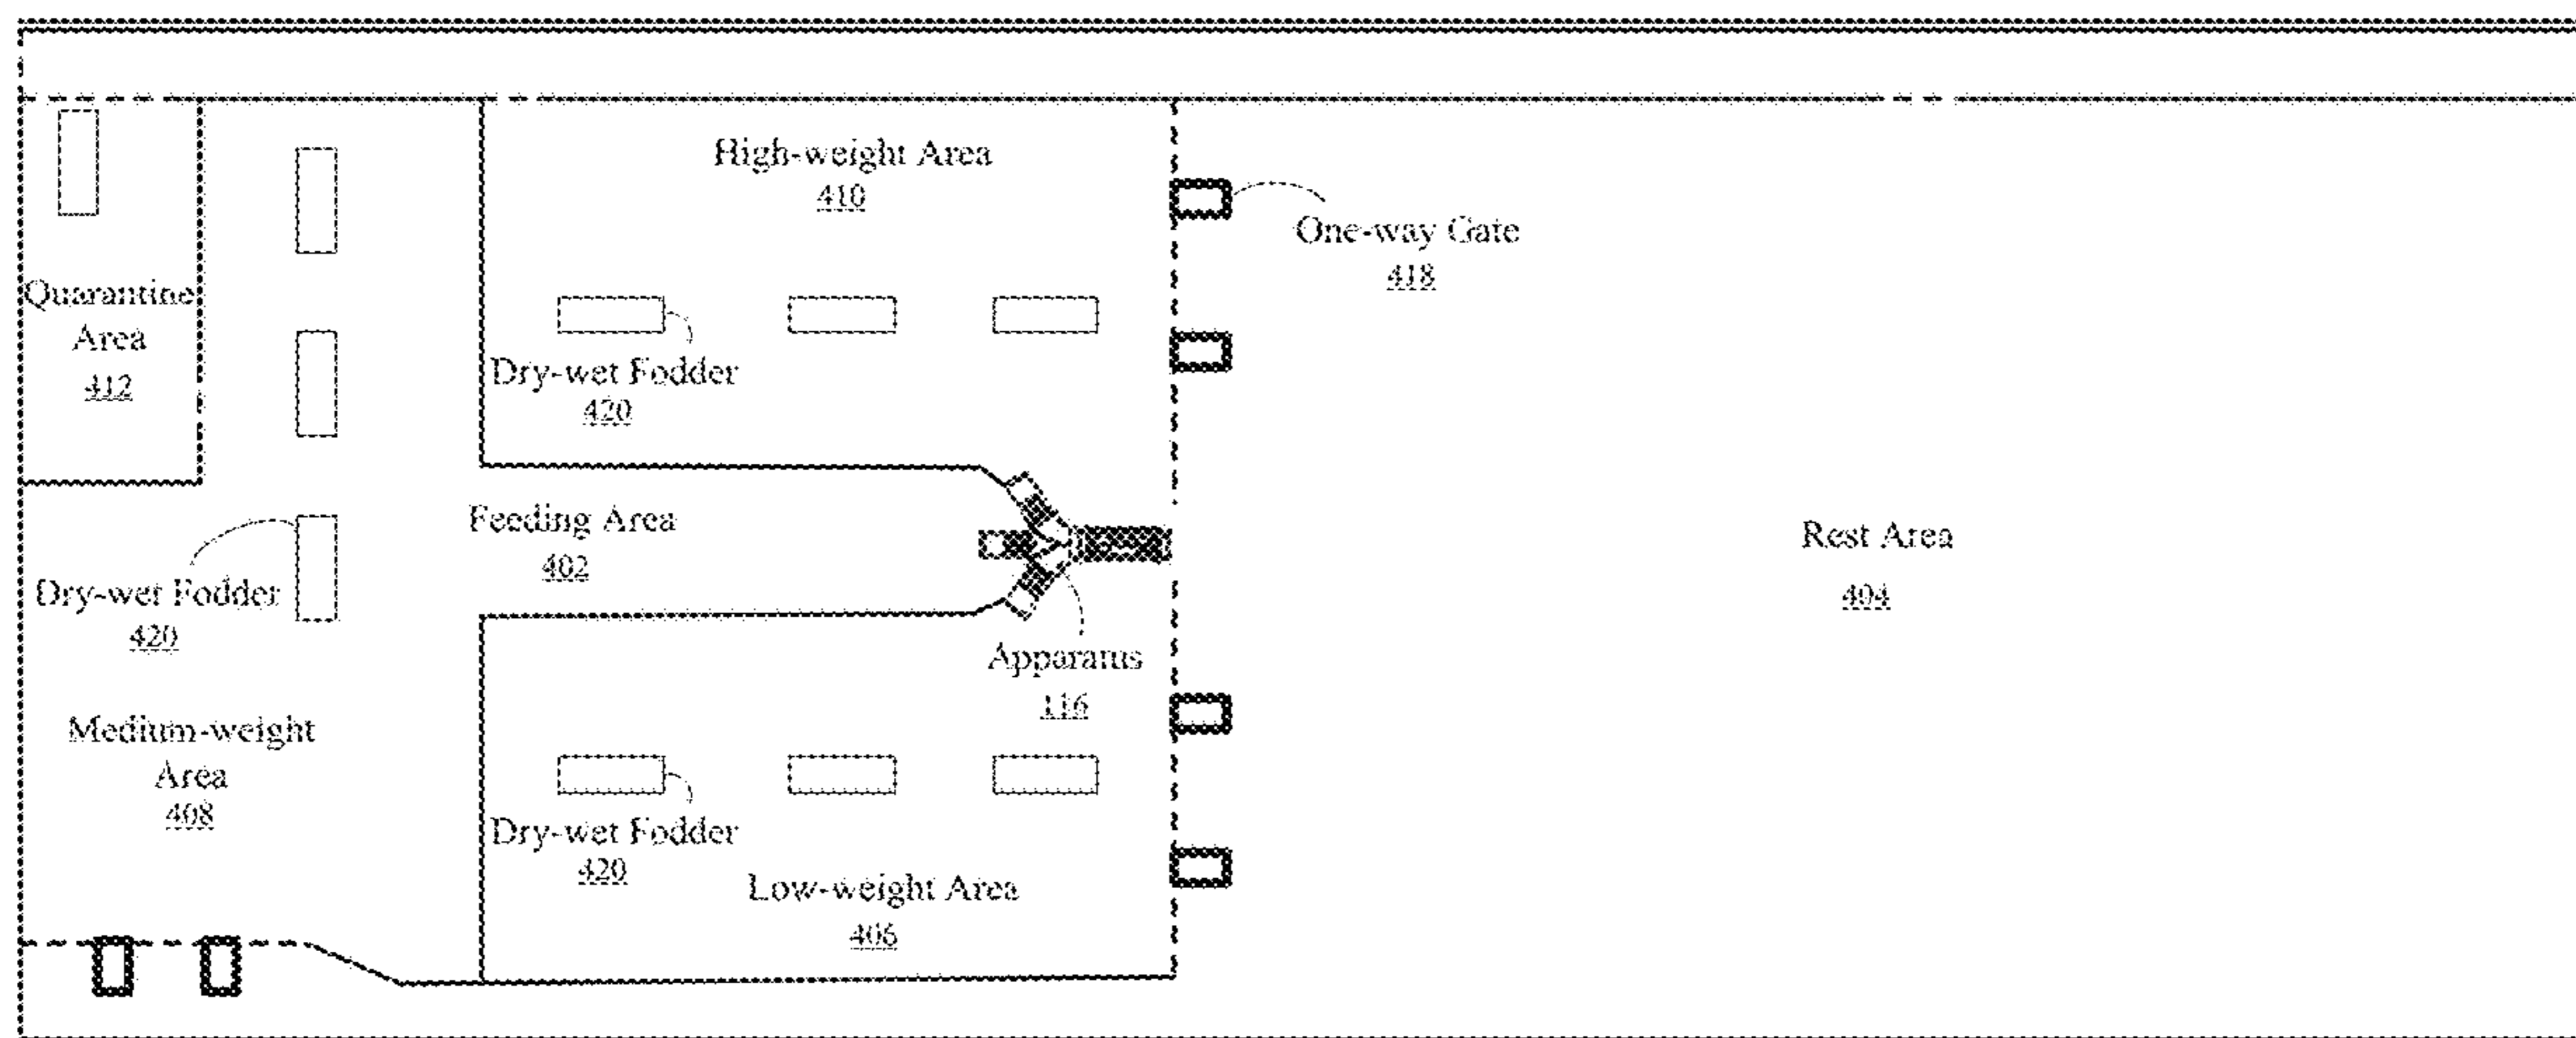 High-weight Area
410
One-way Gate
418
Quarantine
Area
412
Dry-wet Fodder
420
Feeding Area
402
Rest Area
404
Dry-wet Fodder
420
Apparatus
116
Medium-weight
Area
408
Dry-wet Fodder
420
Low-weight Area
406